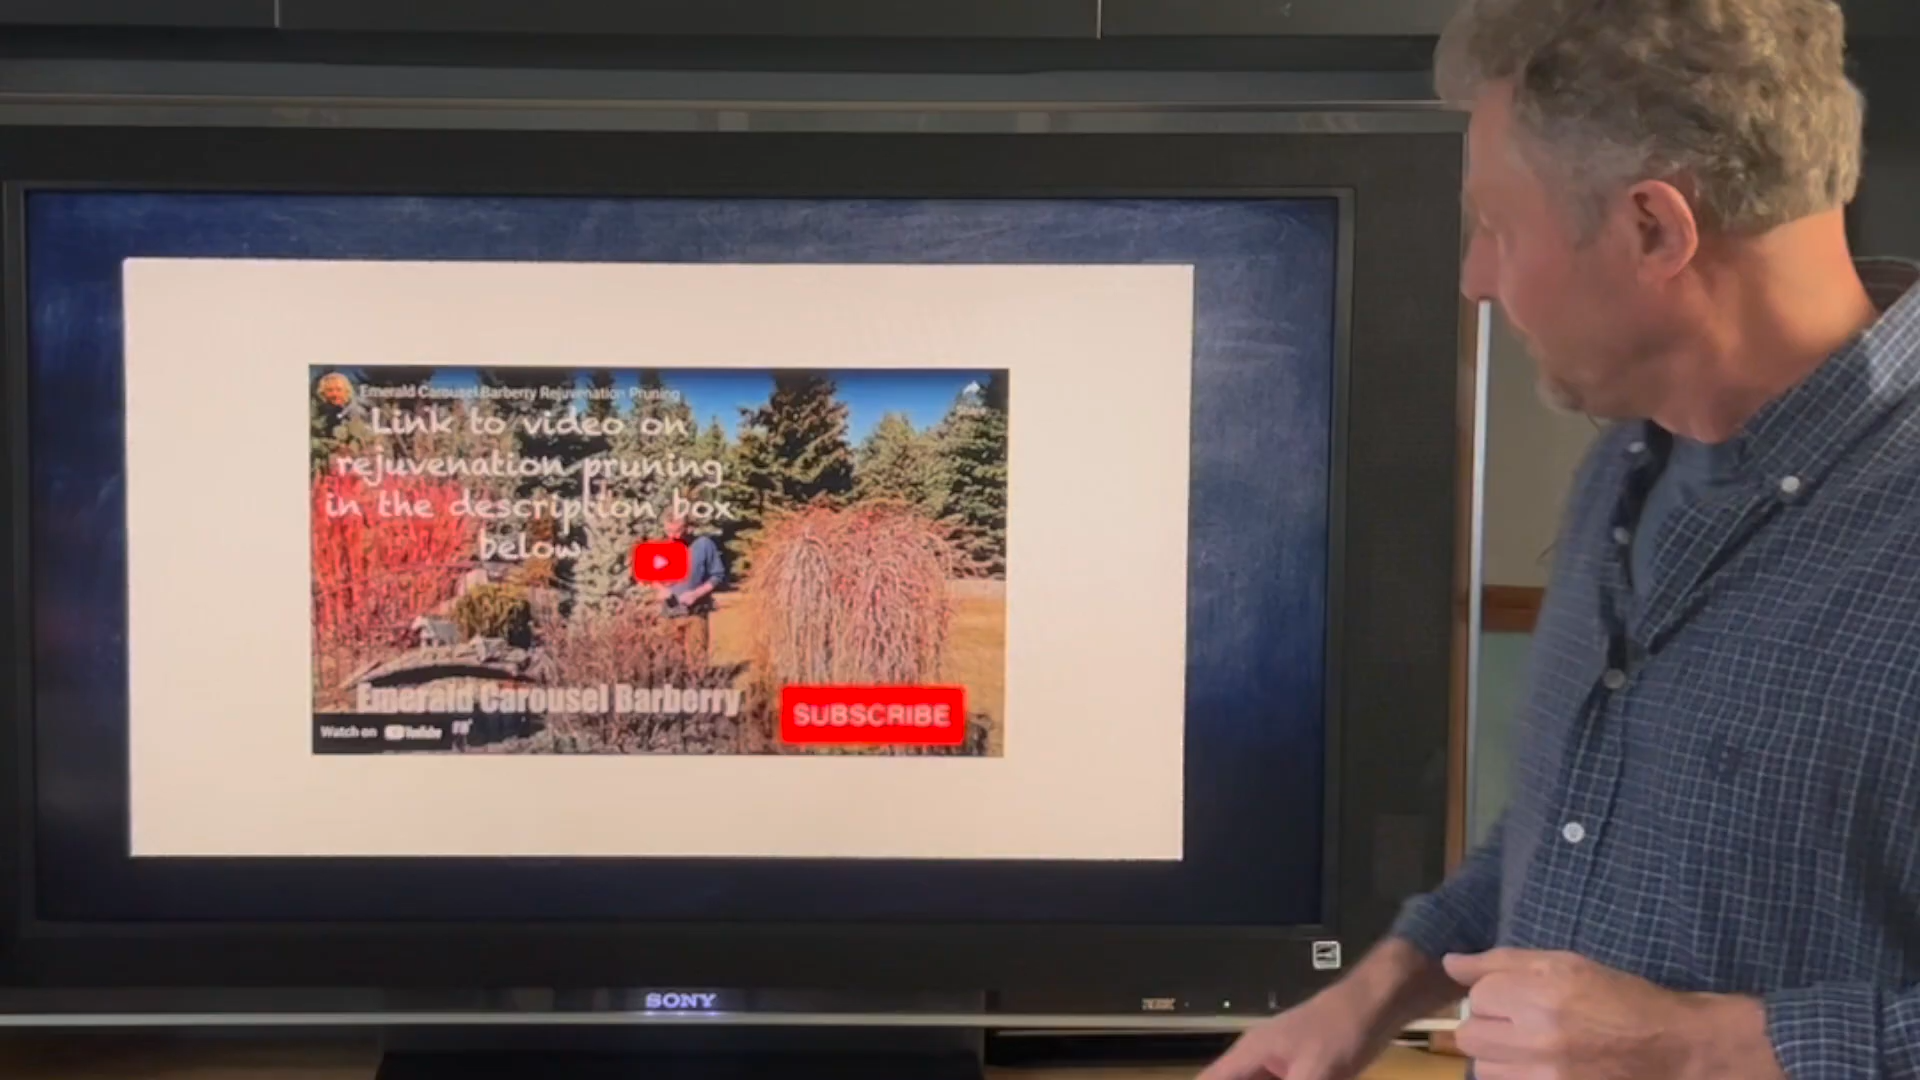 Emerald Carousel Barberry Rejuvenation Pruning
Link to video on
rejuvenation pruning
in the description box
below
Emerald Carousel Barberry
SUBSCRIBE
Watch on YouTube
SONY